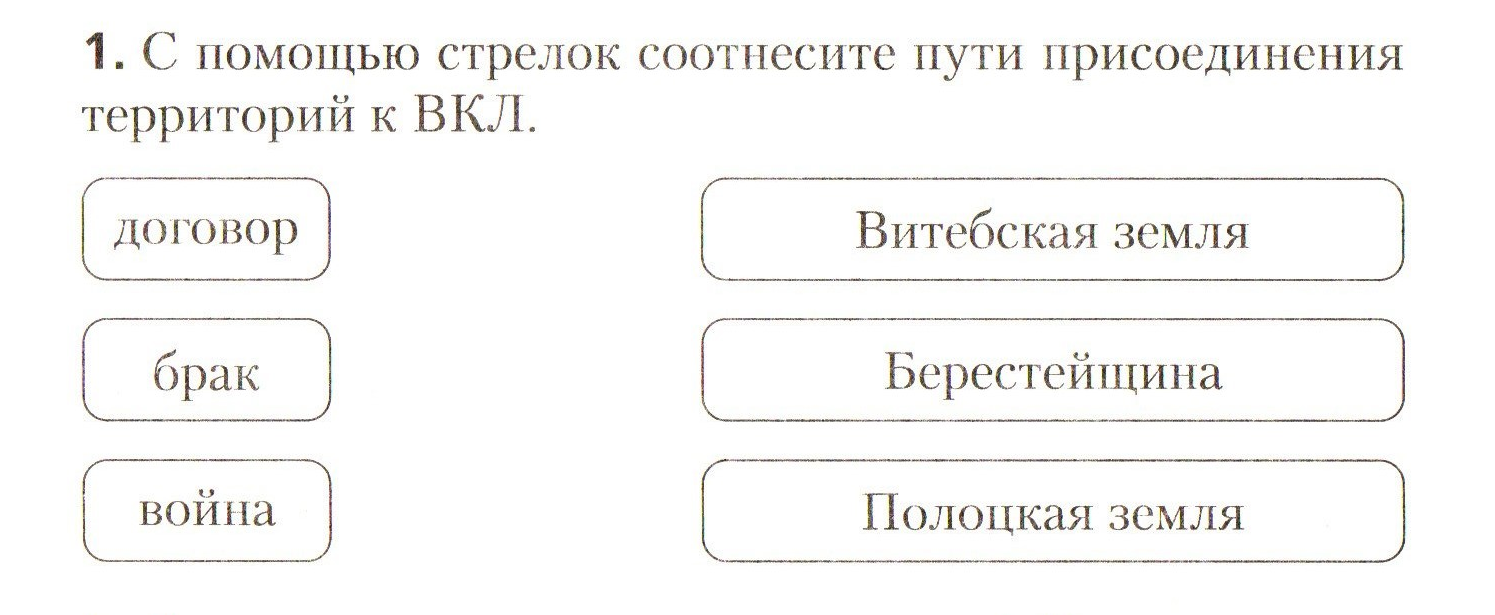 1. С помощью стрелок соотнесите пути присоединения
территорий к ВКЛ.
договор
Витебская земля
брак
Берестейщина
война
Полоцкая земля